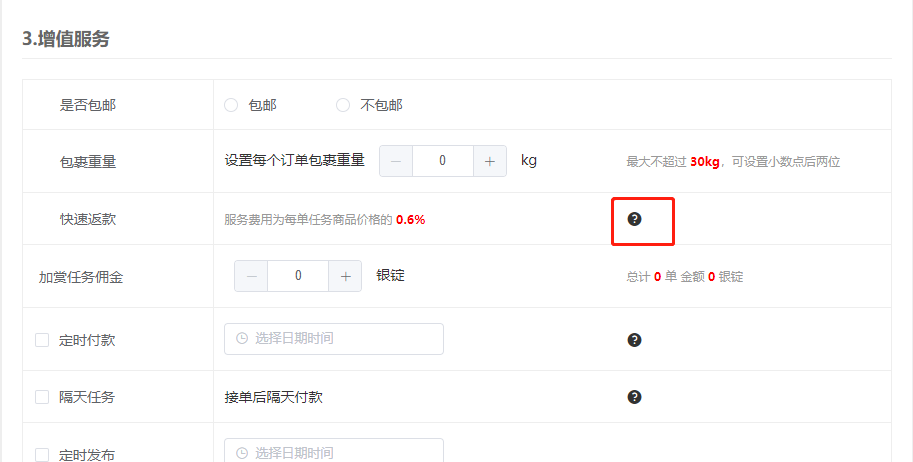 3.增值服务
是否包邮 包邮 不包邮
包裹重量 设置每个订单包裹重量 0 kg 最大不超过 30kg，可设置小数点后两位
快速返款 服务费用为每单任务商品价格的 0.6%
加赏任务佣金 0 银锭 总计 0 单 金额 0 银锭
定时付款 选择日期时间
隔天任务 接单后隔天付款
定时发布 选择日期时间